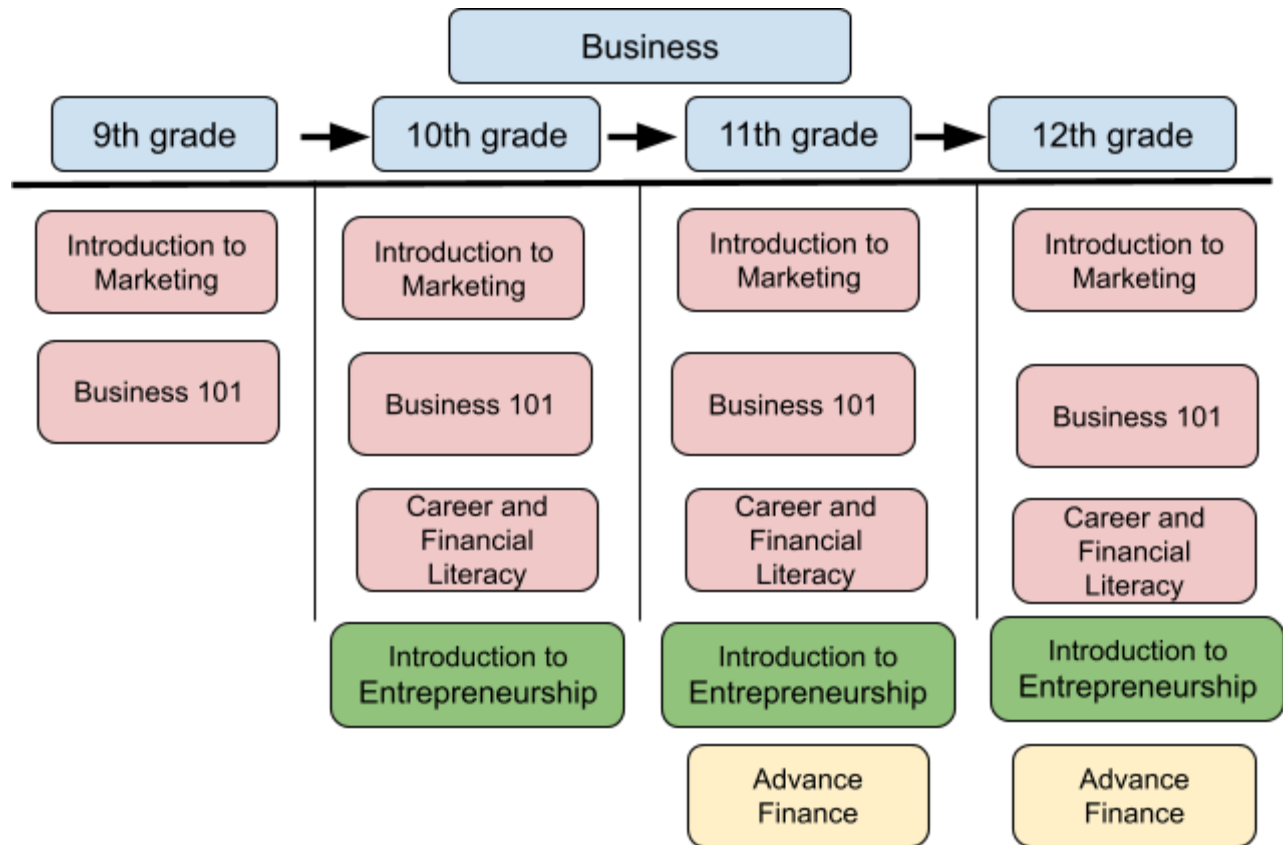 Business
9th grade
10th grade
11th grade
12th grade
Introduction to
Marketing
Introduction to
Marketing
Introduction to
Marketing
Introduction to
Marketing
Business 101
Business 101
Business 101
Business 101
Career and
Financial
Literacy
Career and
Financial
Literacy
Career and
Financial
Literacy
Introduction to
Entrepreneurship
Introduction to
Entrepreneurship
Introduction to
Entrepreneurship
Advance
Finance
Advance
Finance